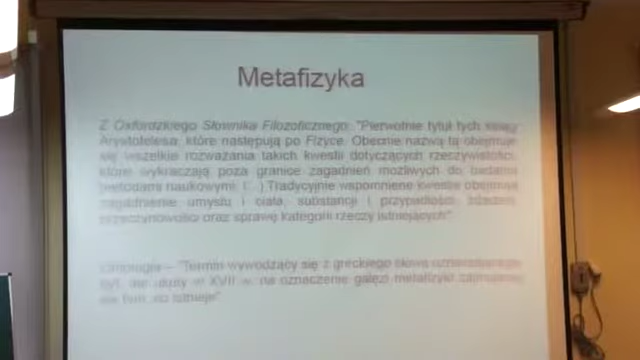 Metafizyka
Z Oxfordzkiego Słownika Filozoficznego: "Pierwotnie tytuł tych ksiąg
Arystotelesa, które następują po Fizyce. Obecnie nazwą tą obejmuje
się wszelkie rozważania takich kwestii dotyczących rzeczywistości,
które wykraczają poza granice zagadnień możliwych do badania
metodami naukowymi. (...) Tradycyjnie wspomniane kwestie obejmują
zagadnienie umysłu i ciała, substancji i przypadłości, zdarzeń,
przyczynowości oraz sprawę kategorii rzeczy istniejących"
– "Termin wywodzący się z greckiego słowa
w XVII w. na oznaczenie gałęzi metafizyki
tym, co istnieje"